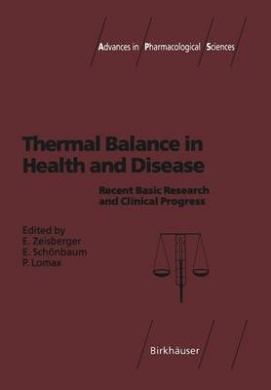 Advances in Pharmacological Sciences
Thermal Balance in
Health and Disease
Recent Basic Research
and Clinical Progress
Edited by
E. Zeisberger
E. Schönbaum
P. Lomax
Birkhäuser